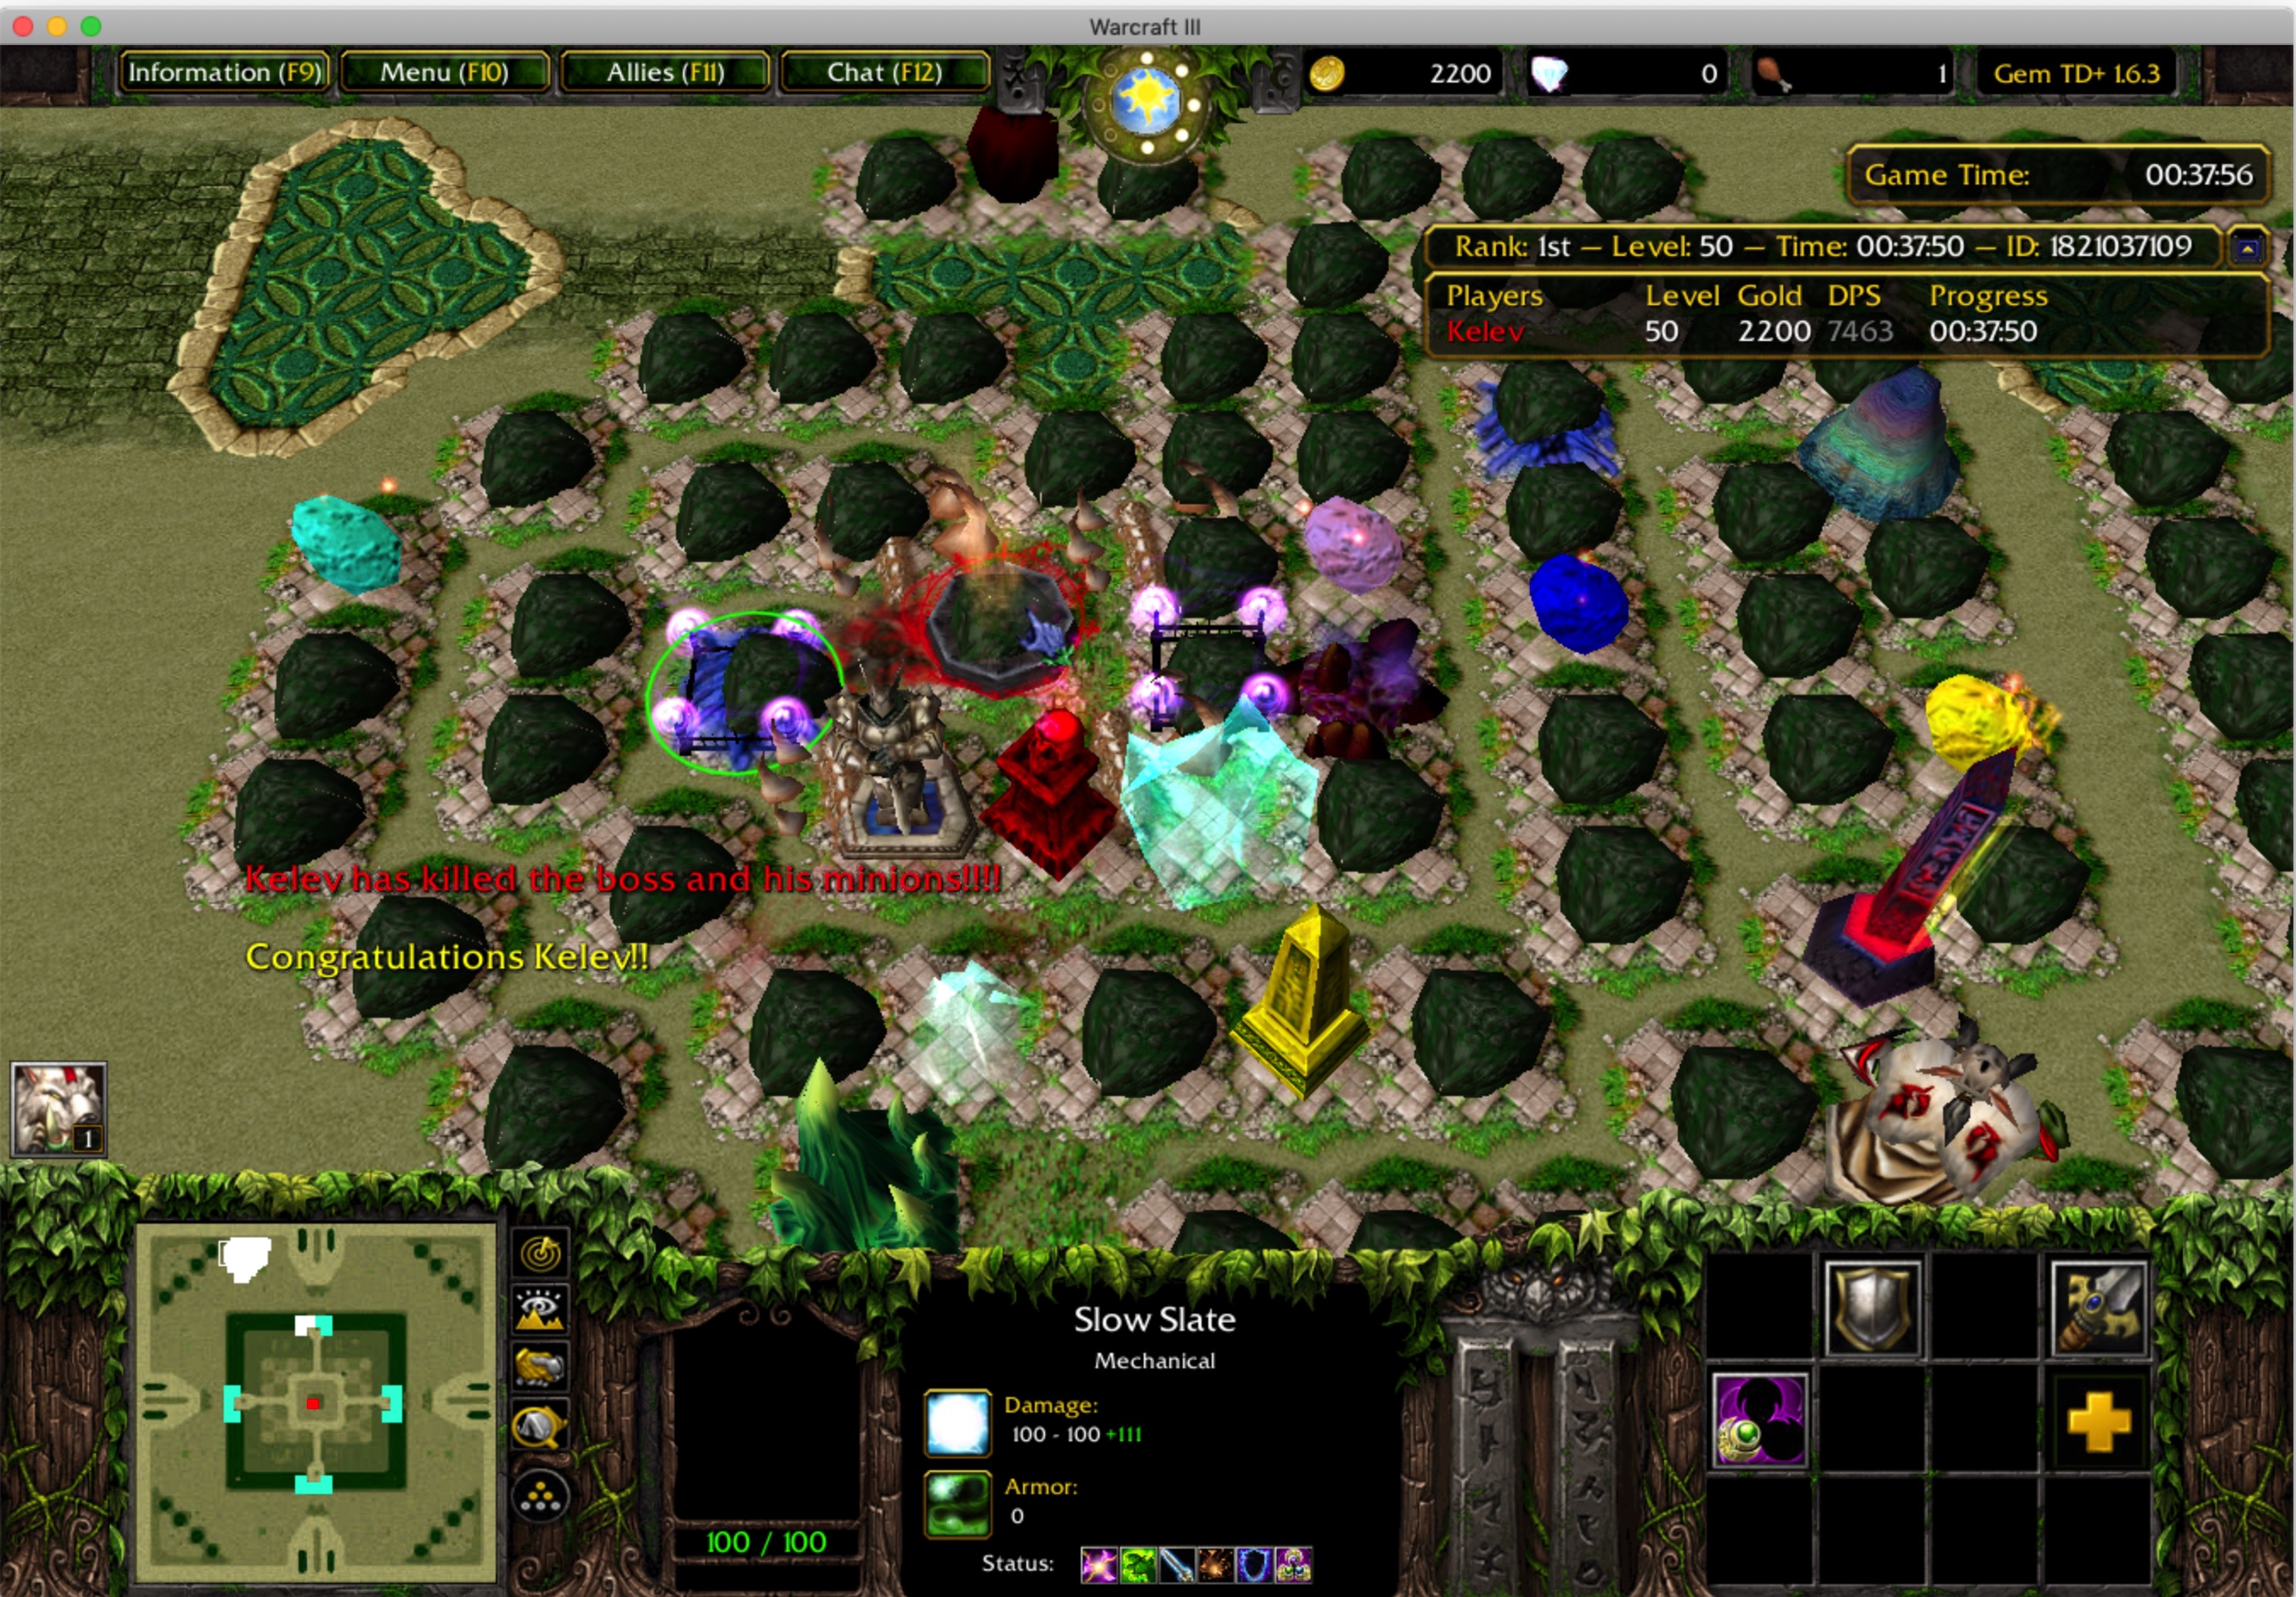 Warcraft III
Information (F9)
Menu (F10)
Allies (F11)
Chat (F12)
2200
0
1
Gem TD+ 1.6.3
Game Time: 00:37:56
Rank: 1st — Level: 50 — Time: 00:37:50 — ID: 1821037109
Players Level Gold DPS Progress
Kelev 50 2200 7463 00:37:50
Kelev has killed the boss and his minions!!!!
Congratulations Kelev!!
1
Slow Slate
Mechanical
Damage:
100 - 100 +111
Armor:
0
100 / 100
Status: